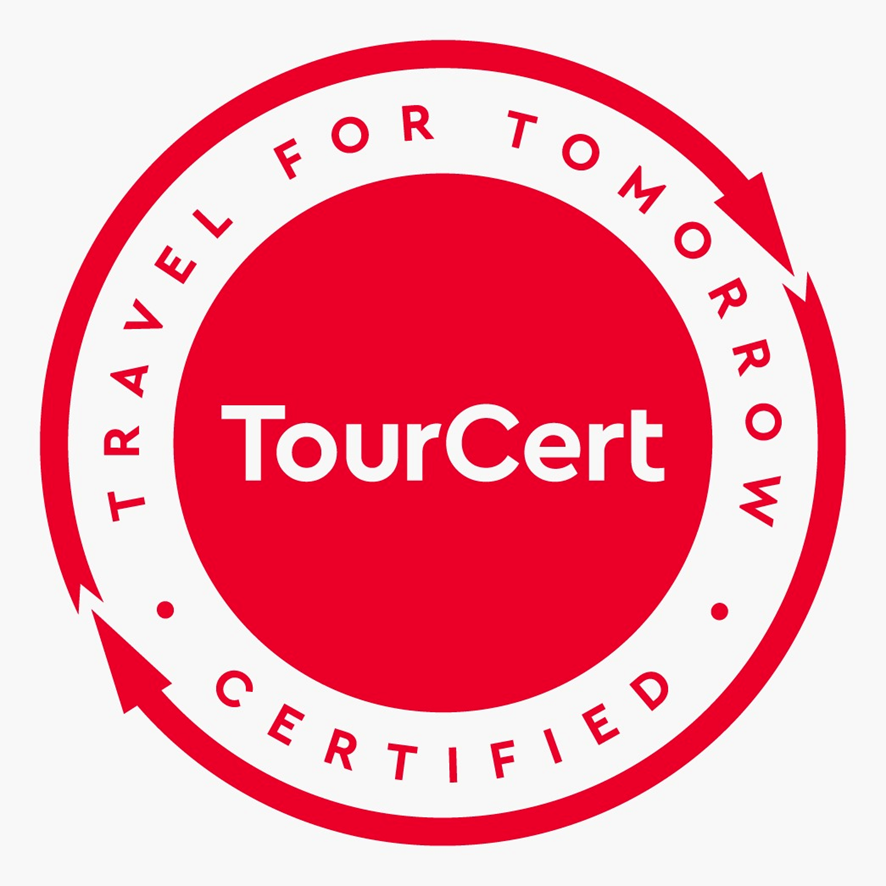 TRAVEL FOR TOMORROW
TourCert
• CERTIFIED •